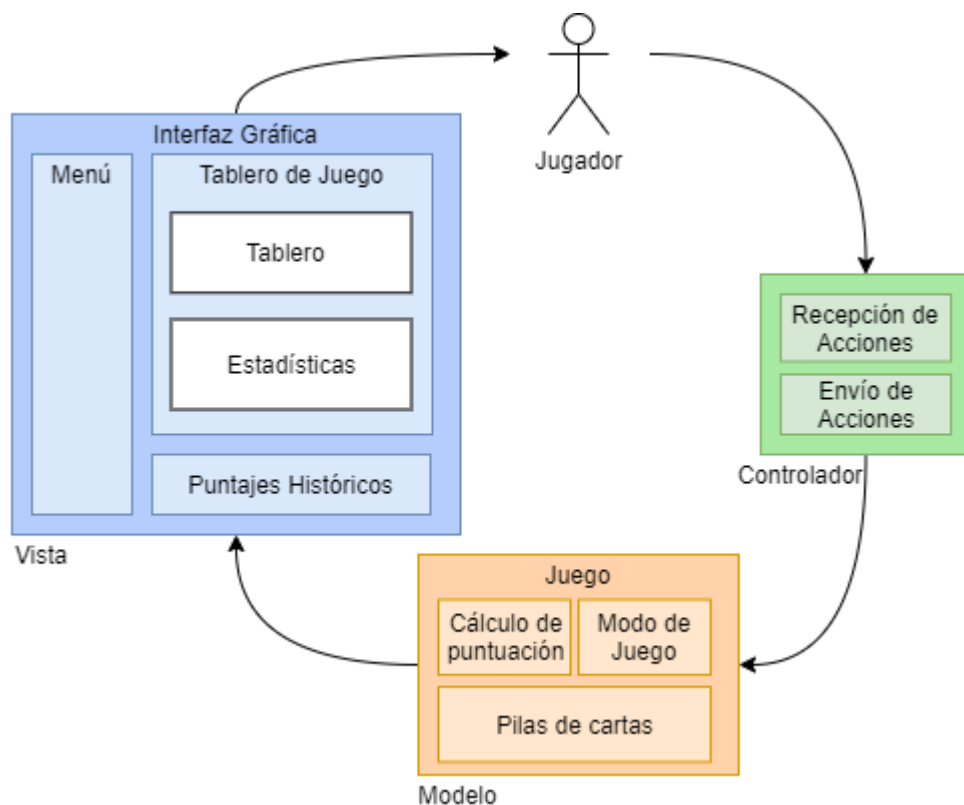 Jugador
Interfaz Gráfica
Menú
Tablero de Juego
Tablero
Estadísticas
Puntajes Históricos
Vista
Recepción de
Acciones
Envío de
Acciones
Controlador
Juego
Cálculo de
puntuación
Modo de
Juego
Pilas de cartas
Modelo